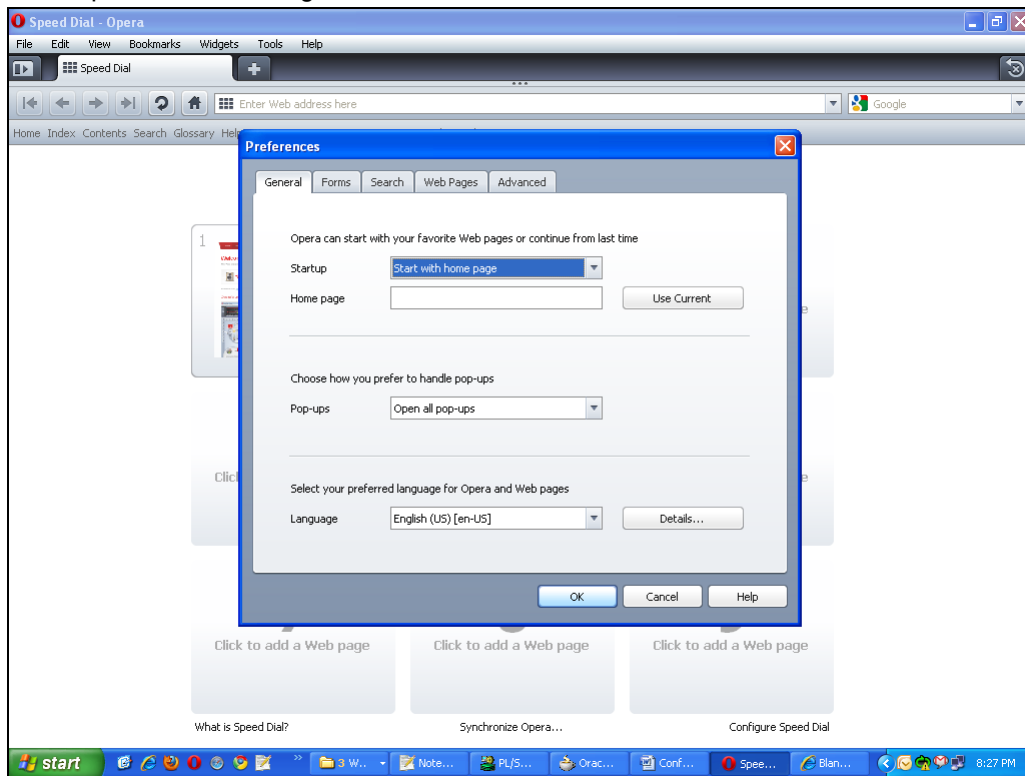 Speed Dial - Opera
File Edit View Bookmarks Widgets Tools Help
Speed Dial
Enter Web address here Google
Home Index Contents Search Glossary Help
Preferences
General Forms Search Web Pages Advanced
1
Opera can start with your favorite Web pages or continue from last time
Startup Start with home page
Home page Use Current
Choose how you prefer to handle pop-ups
Pop-ups Open all pop-ups
Select your preferred language for Opera and Web pages
Language English (US) [en-US] Details...
OK Cancel Help
Click to add a Web page Click to add a Web page Click to add a Web page
What is Speed Dial? Synchronize Opera... Configure Speed Dial
start 3 W... Note... PL/S... Orac... Conf... Spee... Blan... 8:27 PM